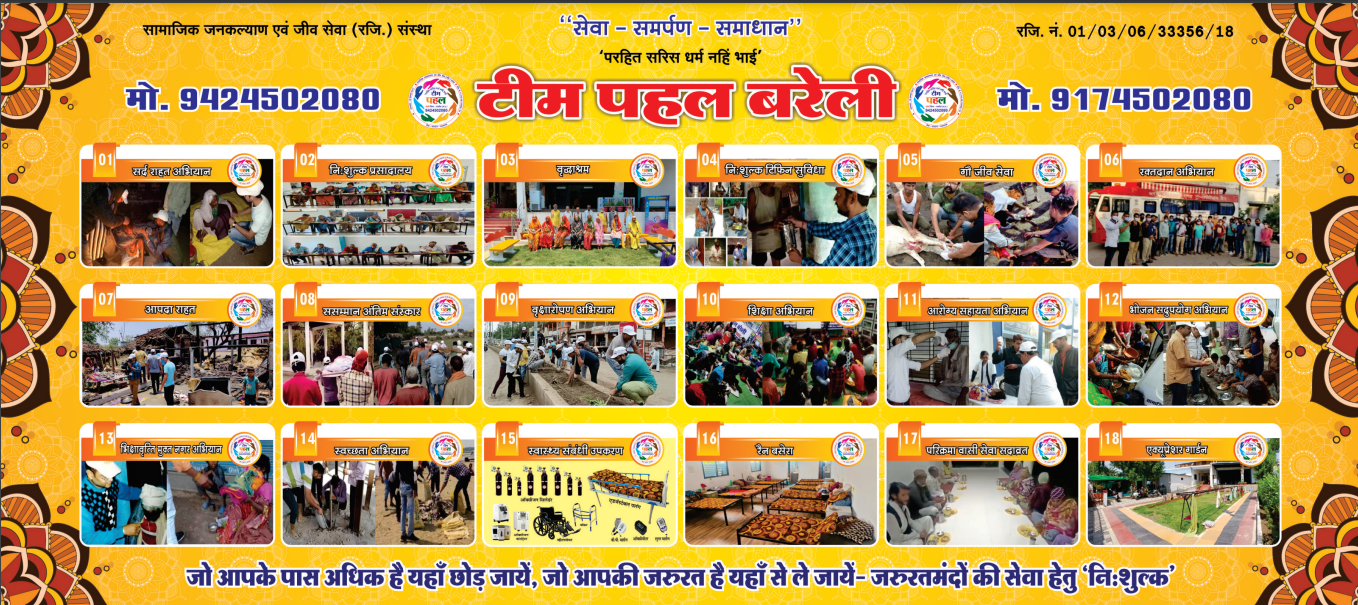 सामाजिक जनकल्याण एवं जीव सेवा (रजि.) संस्था
“सेवा - समर्पण - समाधान”
रजि. नं. 01/03/06/33356/18
‘परहित सरिस धर्म नहिं भाई’
मो. 9424502080
टीम पहल
टीम पहल बरेली
टीम पहल
मो. 9174502080
01 सर्द राहत अभियान
02 नि:शुल्क प्रसादालय
03 वृद्धाश्रम
04 नि:शुल्क टिफिन सुविधा
05 गौ जीव सेवा
06 रक्तदान अभियान
07 आपदा राहत
08 ससम्मान अंतिम संस्कार
09 वृक्षारोपण अभियान
10 शिक्षा अभियान
11 आरोग्य सहायता अभियान
12 भोजन सदुपयोग अभियान
13 भिक्षावृत्ति मुक्त नगर अभियान
14 स्वच्छता अभियान
15 स्वास्थ्य संबंधी उपकरण
16 रैन बसेरा
17 परिक्रमा वासी सेवा सदाव्रत
18 एक्यूप्रेशर गार्डन
जो आपके पास अधिक है यहाँ छोड़ जायें, जो आपकी जरुरत है यहाँ से ले जायें- जरुरतमंदों की सेवा हेतु ‘नि:शुल्क’